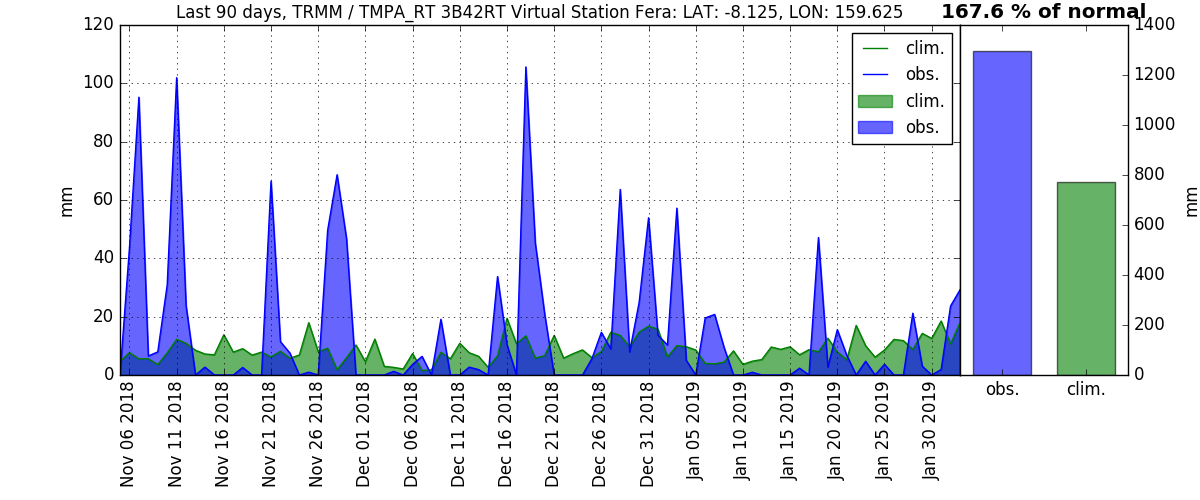 Last 90 days, TRMM / TMPA_RT 3B42RT Virtual Station Fera: LAT: -8.125, LON: 159.625
167.6 % of normal
120
100
80
60
40
20
0
mm
clim.
obs.
clim.
obs.
1400
1200
1000
800
600
400
200
0
mm
obs.
clim.
Nov 06 2018
Nov 11 2018
Nov 16 2018
Nov 21 2018
Nov 26 2018
Dec 01 2018
Dec 06 2018
Dec 11 2018
Dec 16 2018
Dec 21 2018
Dec 26 2018
Dec 31 2018
Jan 05 2019
Jan 10 2019
Jan 15 2019
Jan 20 2019
Jan 25 2019
Jan 30 2019